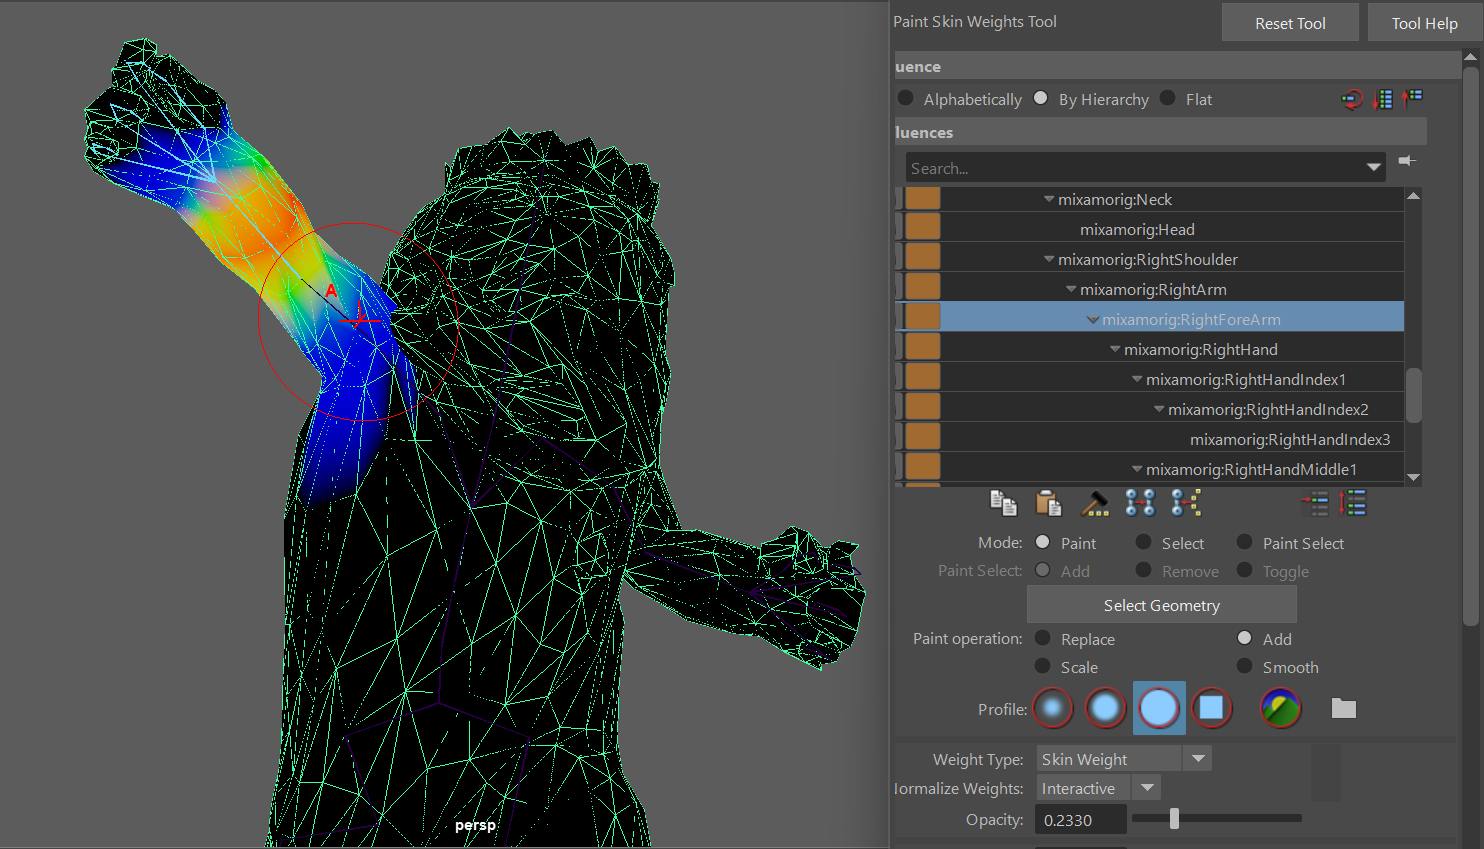 Paint Skin Weights Tool
Reset Tool
Tool Help
uence
Alphabetically
By Hierarchy
Flat
luences
Search...
mixamorig:Neck
mixamorig:Head
mixamorig:RightShoulder
mixamorig:RightArm
mixamorig:RightForeArm
mixamorig:RightHand
mixamorig:RightHandIndex1
mixamorig:RightHandIndex2
mixamorig:RightHandIndex3
mixamorig:RightHandMiddle1
Mode: Paint Select Paint Select
Paint Select: Add Remove Toggle
Select Geometry
Paint operation: Replace Add
Scale Smooth
Profile:
Weight Type: Skin Weight
lormalize Weights: Interactive
Opacity: 0.2330
A
persp